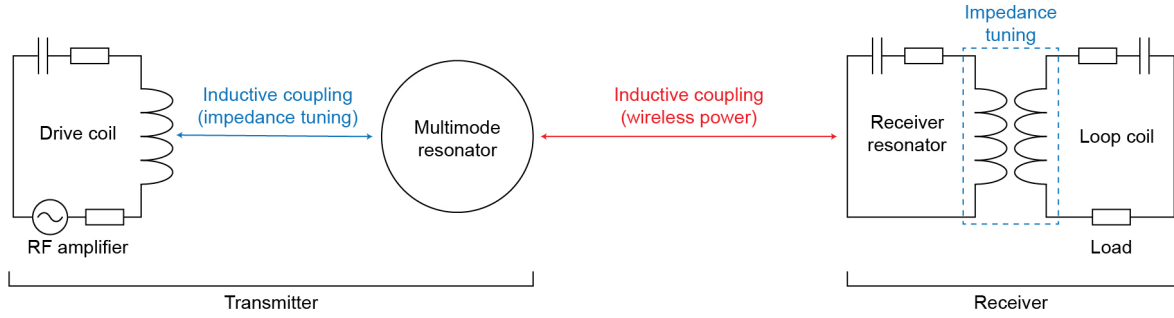 Drive coil
RF amplifier
Inductive coupling
(impedance tuning)
Multimode
resonator
Transmitter
Inductive coupling
(wireless power)
Impedance
tuning
Receiver
resonator
Loop coil
Load
Receiver